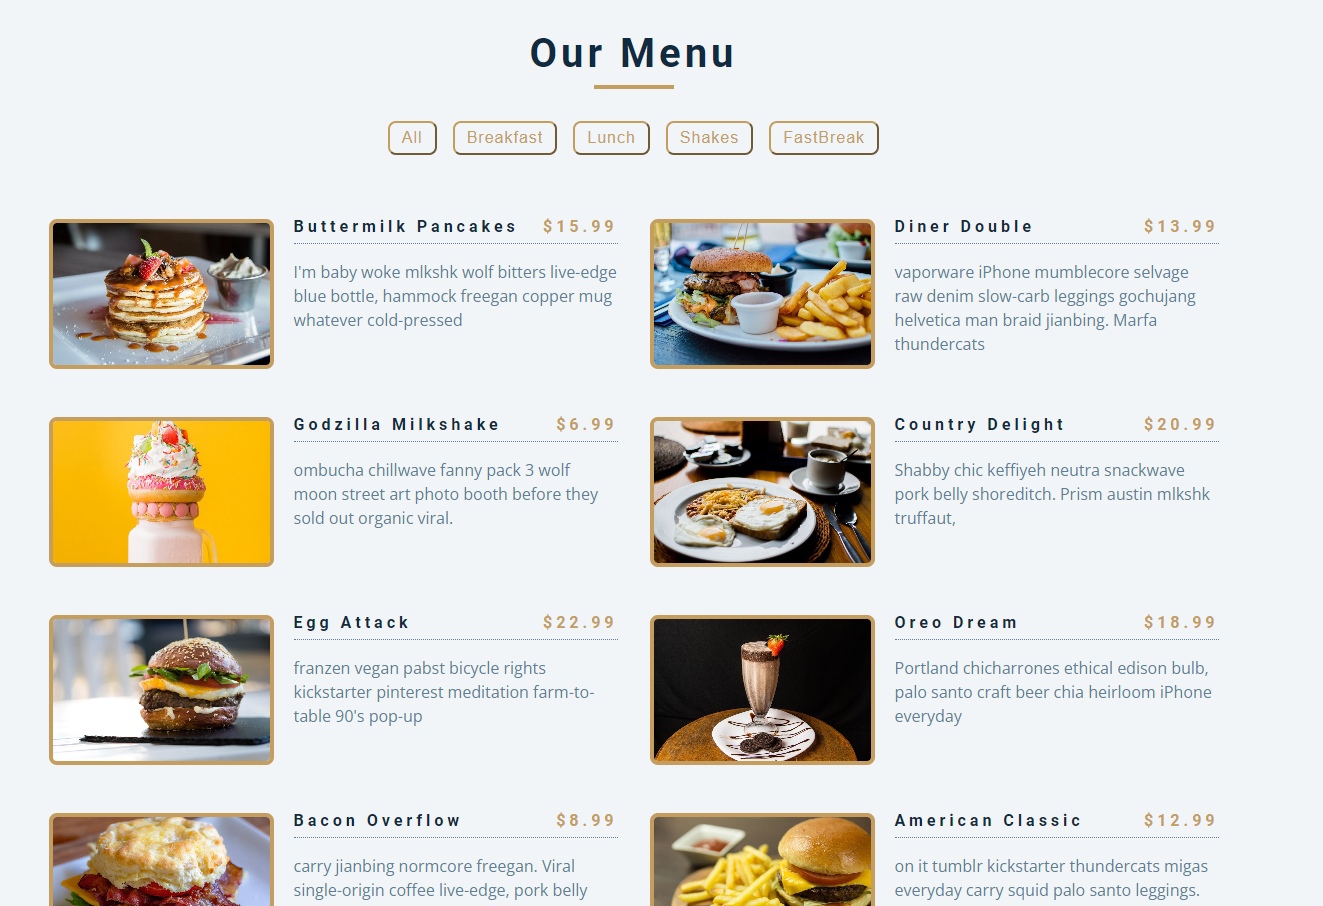 Our Menu
All Breakfast Lunch Shakes FastBreak
Buttermilk Pancakes $15.99
I'm baby woke mlkshk wolf bitters live-edge
blue bottle, hammock freegan copper mug
whatever cold-pressed
Diner Double $13.99
vaporware iPhone mumblecore selvage
raw denim slow-carb leggings gochujang
helvetica man braid jianbing. Marfa
thundercats
Godzilla Milkshake $6.99
ombucha chillwave fanny pack 3 wolf
moon street art photo booth before they
sold out organic viral.
Country Delight $20.99
Shabby chic keffiyeh neutra snackwave
pork belly shoreditch. Prism austin mlkshk
truffaut,
Egg Attack $22.99
franzen vegan pabst bicycle rights
kickstarter pinterest meditation farm-to-
table 90's pop-up
Oreo Dream $18.99
Portland chicharrones ethical edison bulb,
palo santo craft beer chia heirloom iPhone
everyday
Bacon Overflow $8.99
carry jianbing normcore freegan. Viral
single-origin coffee live-edge, pork belly
American Classic $12.99
on it tumblr kickstarter thundercats migas
everyday carry squid palo santo leggings.